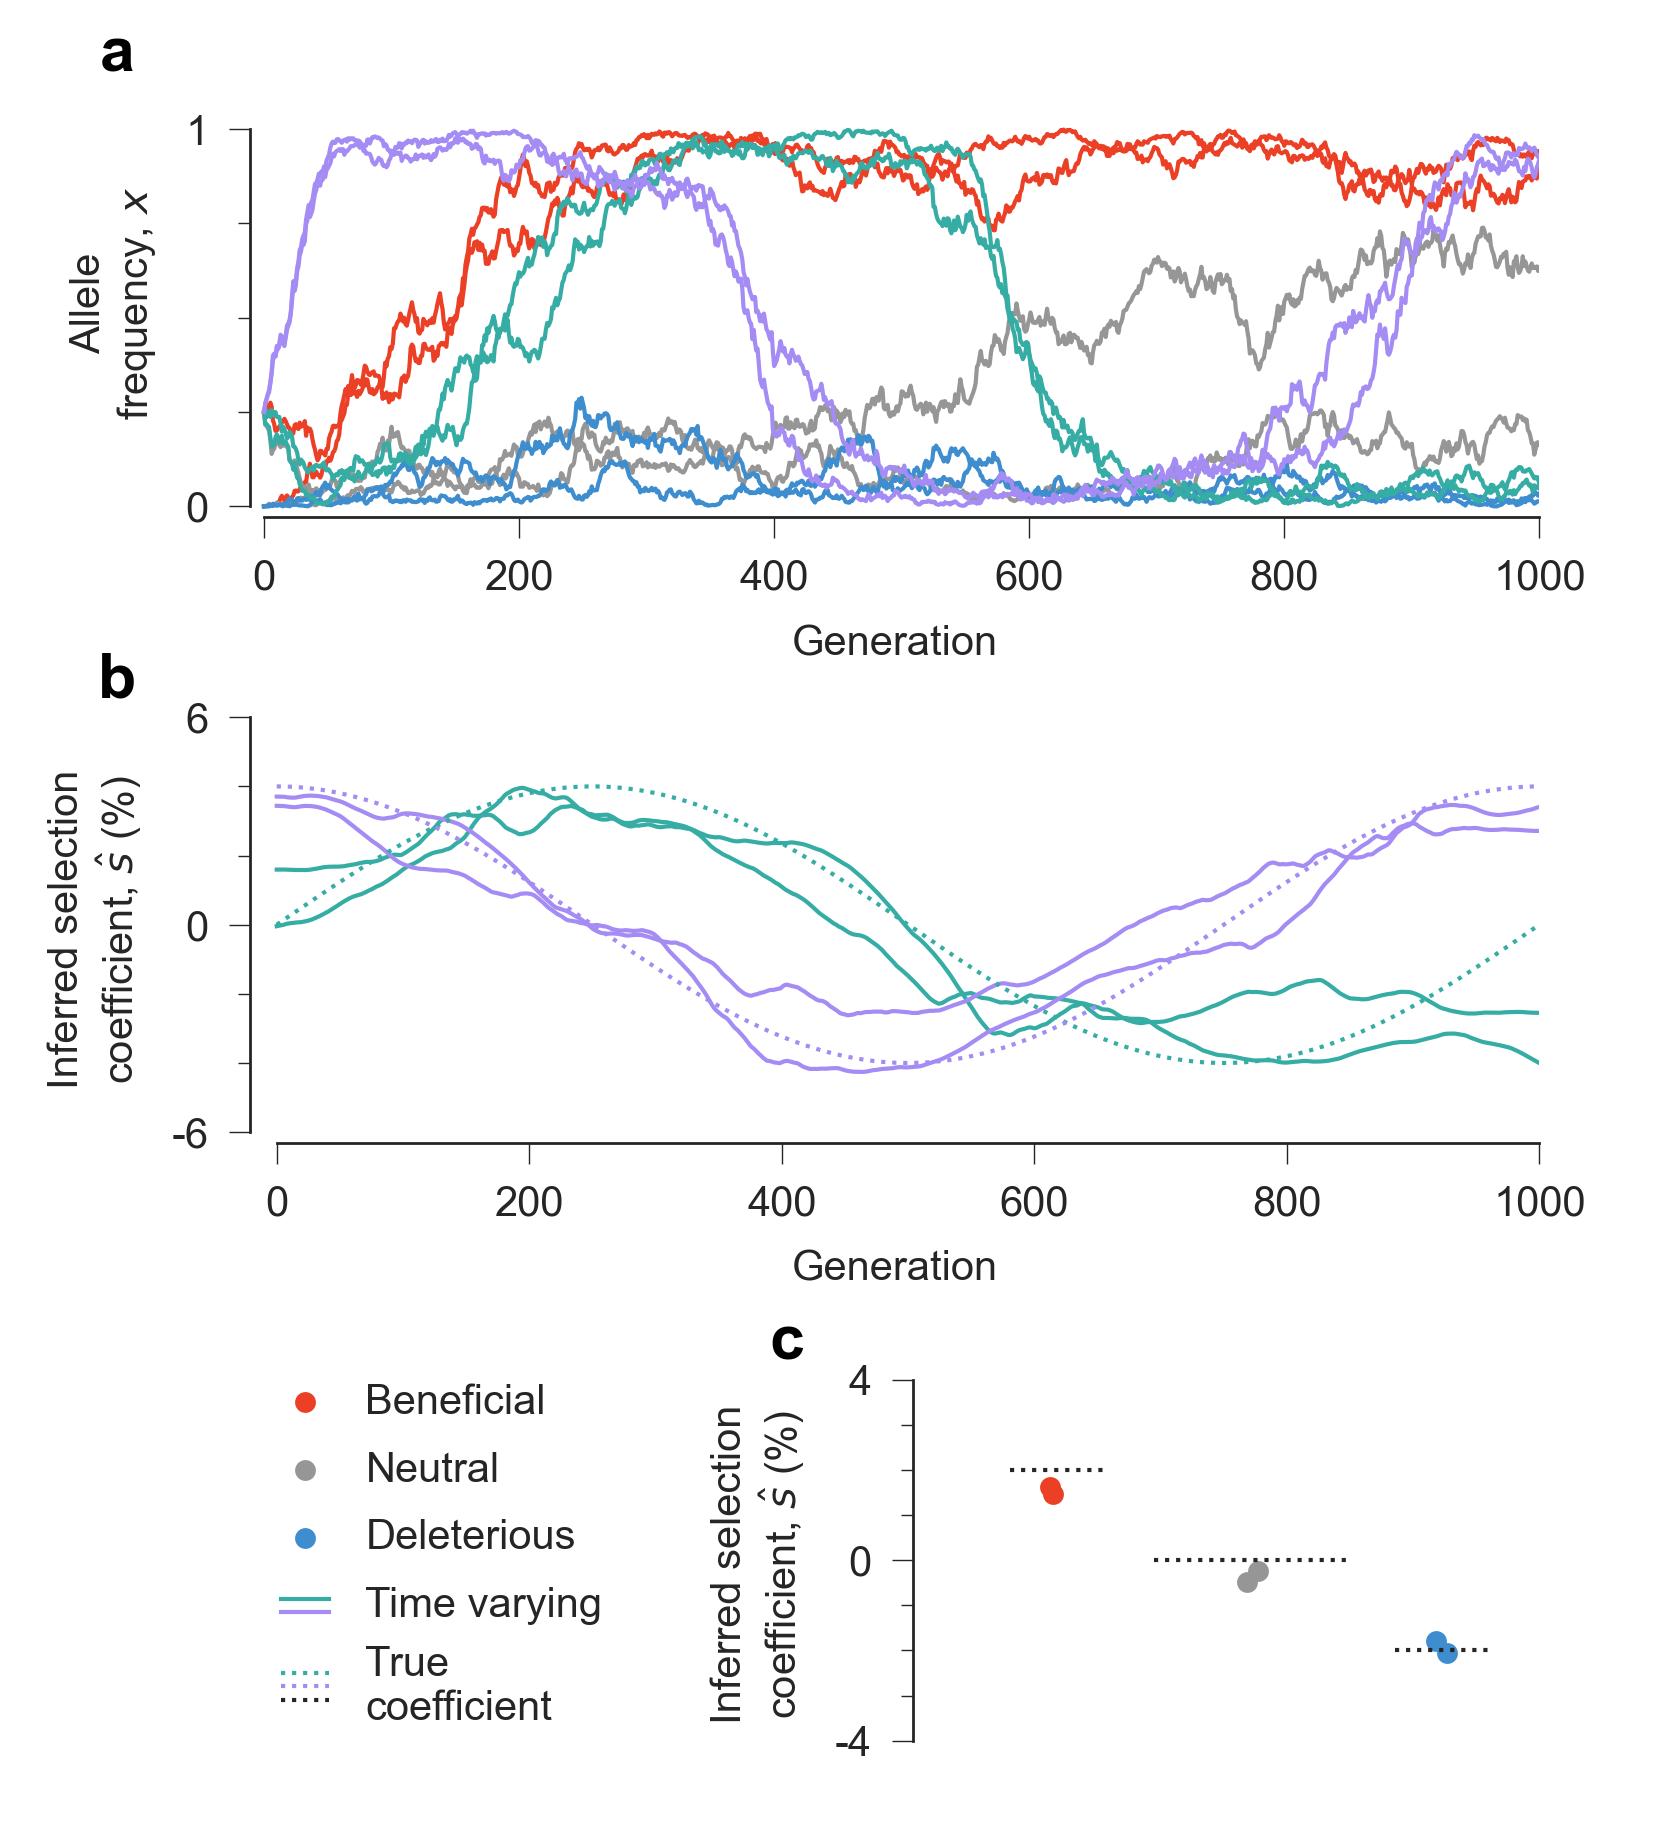 a
Allele
frequency, x
1
0
0 200 400 600 800 1000
Generation
b
Inferred selection
coefficient, ŝ (%)
6
0
-6
0 200 400 600 800 1000
Generation
Beneficial
Neutral
Deleterious
Time varying
True
coefficient
c
Inferred selection
coefficient, ŝ (%)
4
0
-4